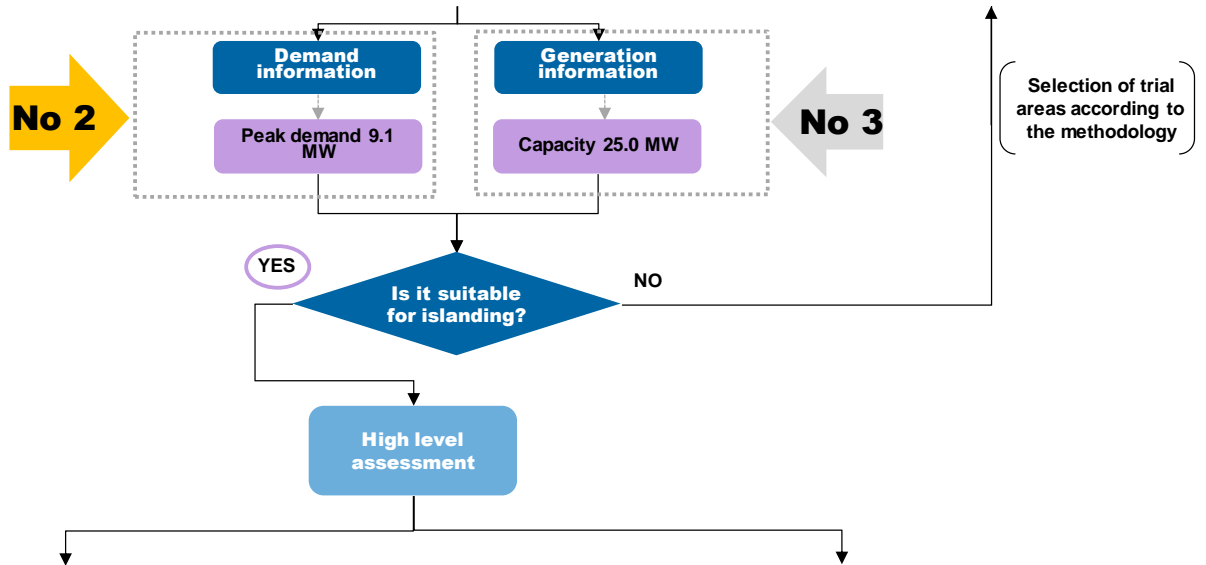 Demand
information
Generation
information
No 2
Peak demand 9.1
MW
Capacity 25.0 MW
No 3
Selection of trial
areas according to
the methodology
YES
Is it suitable
for islanding?
NO
High level
assessment